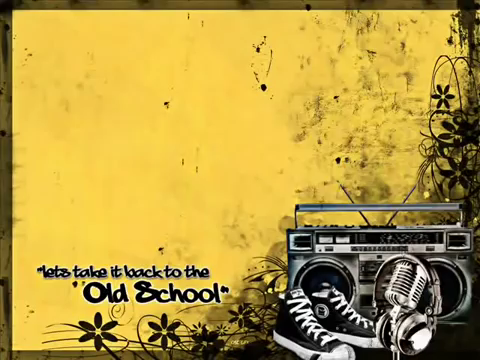 "lets take it back to the
"Old School"